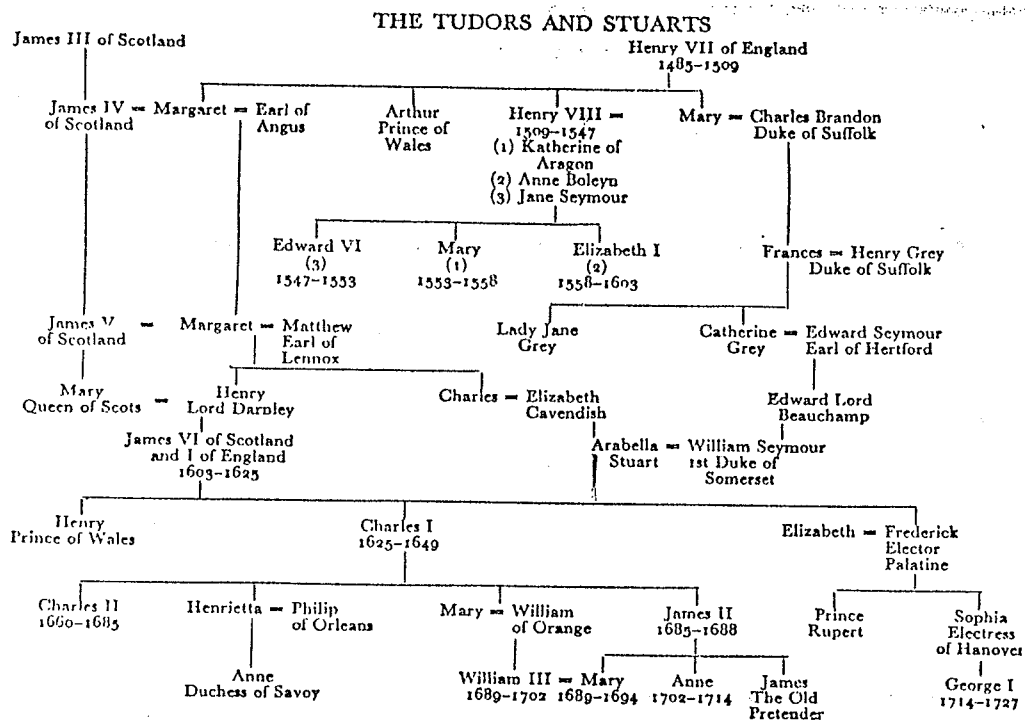 THE TUDORS AND STUARTS
James III of Scotland
Henry VII of England
1485-1509
James IV = Margaret = Earl of
of Scotland
Angus
Arthur
Prince of
Wales
Henry VIII =
1509-1547
(1) Katherine of
Aragon
(2) Anne Boleyn
(3) Jane Seymour
Mary = Charles Brandon
Duke of Suffolk
Edward VI
(3)
1547-1553
Mary
(1)
1553-1558
Elizabeth I
(2)
1558-1603
Frances = Henry Grey
Duke of Suffolk
James V =
of Scotland
Margaret = Matthew
Earl of
Lennox
Lady Jane
Grey
Catherine = Edward Seymour
Grey
Earl of Hertford
Mary
Queen of Scots =
Henry
Lord Darnley
Charles = Elizabeth
Cavendish
Edward Lord
Beauchamp
James VI of Scotland
and I of England
1603-1625
Arabella = William Seymour
Stuart
1st Duke of
Somerset
Henry
Prince of Wales
Charles I
1625-1649
Elizabeth = Frederick
Elector
Palatine
Charles II
1660-1685
Henrietta = Philip
of Orleans
Mary = William
of Orange
James II
1685-1688
Prince
Rupert
Sophia
Electress
of Hanover
Anne
Duchess of Savoy
William III = Mary
1689-1702 1689-1694
Anne
1702-1714
James
The Old
Pretender
George I
1714-1727